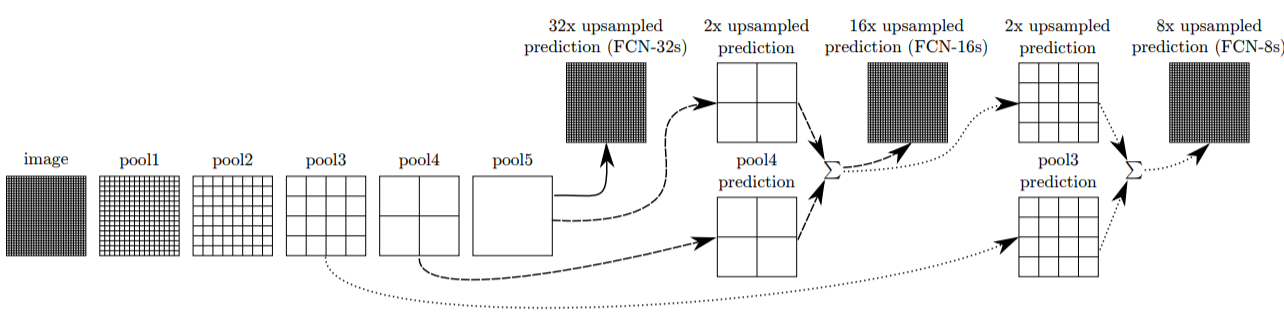 32x upsampled
prediction (FCN-32s)
2x upsampled
prediction
16x upsampled
prediction (FCN-16s)
2x upsampled
prediction
8x upsampled
prediction (FCN-8s)
image
pool1
pool2
pool3
pool4
pool5
pool4
prediction
∑
pool3
prediction
∑